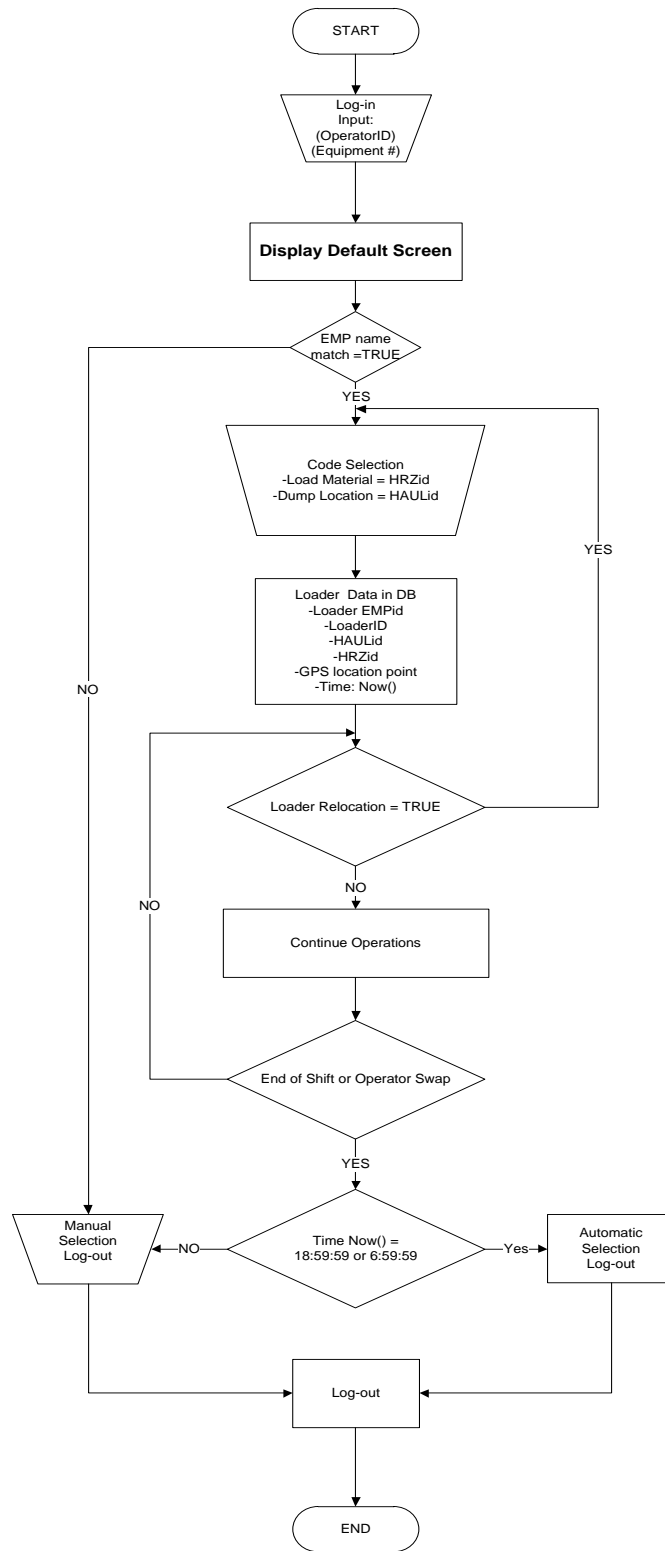 START
Log-in
Input:
(OperatorID)
(Equipment #)
Display Default Screen
EMP name
match =TRUE
YES
Code Selection
-Load Material = HRZid
-Dump Location = HAULid
YES
Loader  Data in DB
-Loader EMPid
-LoaderID
-HAULid
-HRZid
-GPS location point
-Time: Now()
NO
Loader Relocation = TRUE
NO
NO
Continue Operations
End of Shift or Operator Swap
YES
Manual
Selection
Log-out
NO
Time Now() =
18:59:59 or 6:59:59
Yes
Automatic
Selection
Log-out
Log-out
END